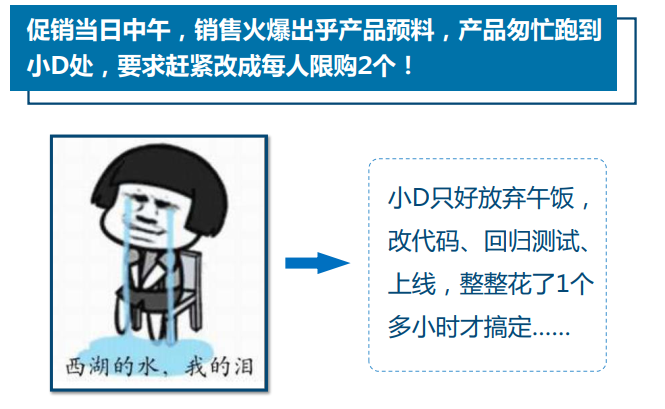 促销当日中午，销售火爆出乎产品预料，产品匆忙跑到
小D处，要求赶紧改成每人限购2个！
西湖的水，我的泪
小D只好放弃午饭，
改代码、回归测试、
上线，整整花了1个
多小时才搞定......